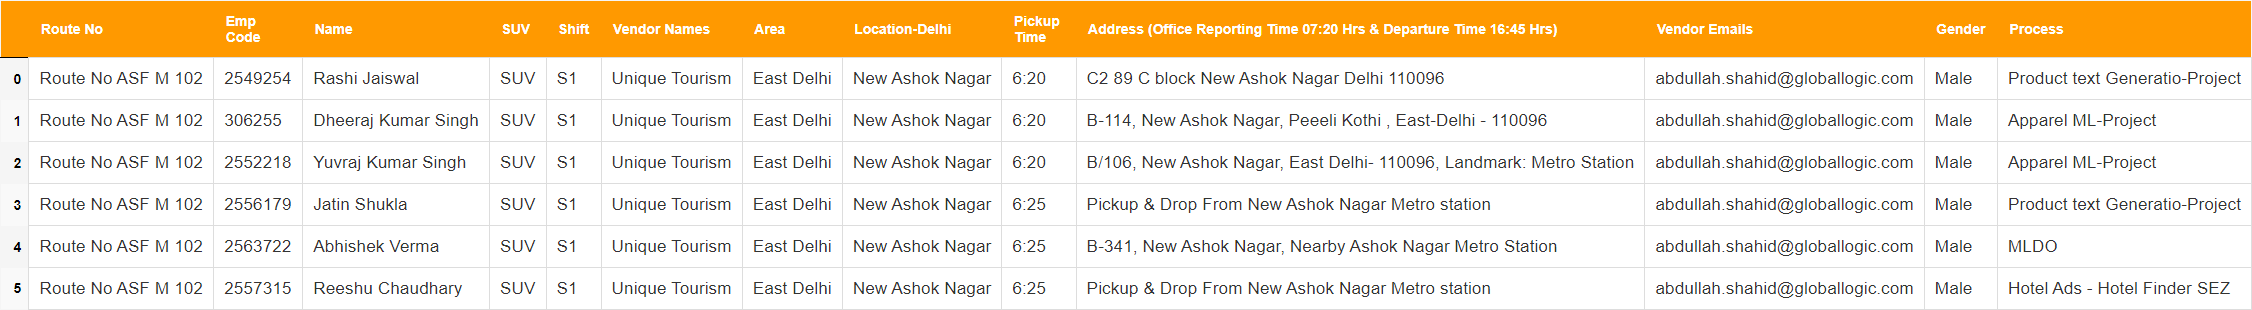 Route No Emp Code Name SUV Shift Vendor Names Area Location-Delhi Pickup Time Address (Office Reporting Time 07:20 Hrs & Departure Time 16:45 Hrs) Vendor Emails Gender Process
0 Route No ASF M 102 2549254 Rashi Jaiswal SUV S1 Unique Tourism East Delhi New Ashok Nagar 6:20 C2 89 C block New Ashok Nagar Delhi 110096 abdullah.shahid@globallogic.com Male Product text Generatio-Project
1 Route No ASF M 102 306255 Dheeraj Kumar Singh SUV S1 Unique Tourism East Delhi New Ashok Nagar 6:20 B-114, New Ashok Nagar, Peeeli Kothi , East-Delhi - 110096 abdullah.shahid@globallogic.com Male Apparel ML-Project
2 Route No ASF M 102 2552218 Yuvraj Kumar Singh SUV S1 Unique Tourism East Delhi New Ashok Nagar 6:20 B/106, New Ashok Nagar, East Delhi- 110096, Landmark: Metro Station abdullah.shahid@globallogic.com Male Apparel ML-Project
3 Route No ASF M 102 2556179 Jatin Shukla SUV S1 Unique Tourism East Delhi New Ashok Nagar 6:25 Pickup & Drop From New Ashok Nagar Metro station abdullah.shahid@globallogic.com Male Product text Generatio-Project
4 Route No ASF M 102 2563722 Abhishek Verma SUV S1 Unique Tourism East Delhi New Ashok Nagar 6:25 B-341, New Ashok Nagar, Nearby Ashok Nagar Metro Station abdullah.shahid@globallogic.com Male MLDO
5 Route No ASF M 102 2557315 Reeshu Chaudhary SUV S1 Unique Tourism East Delhi New Ashok Nagar 6:25 Pickup & Drop From New Ashok Nagar Metro station abdullah.shahid@globallogic.com Male Hotel Ads - Hotel Finder SEZ